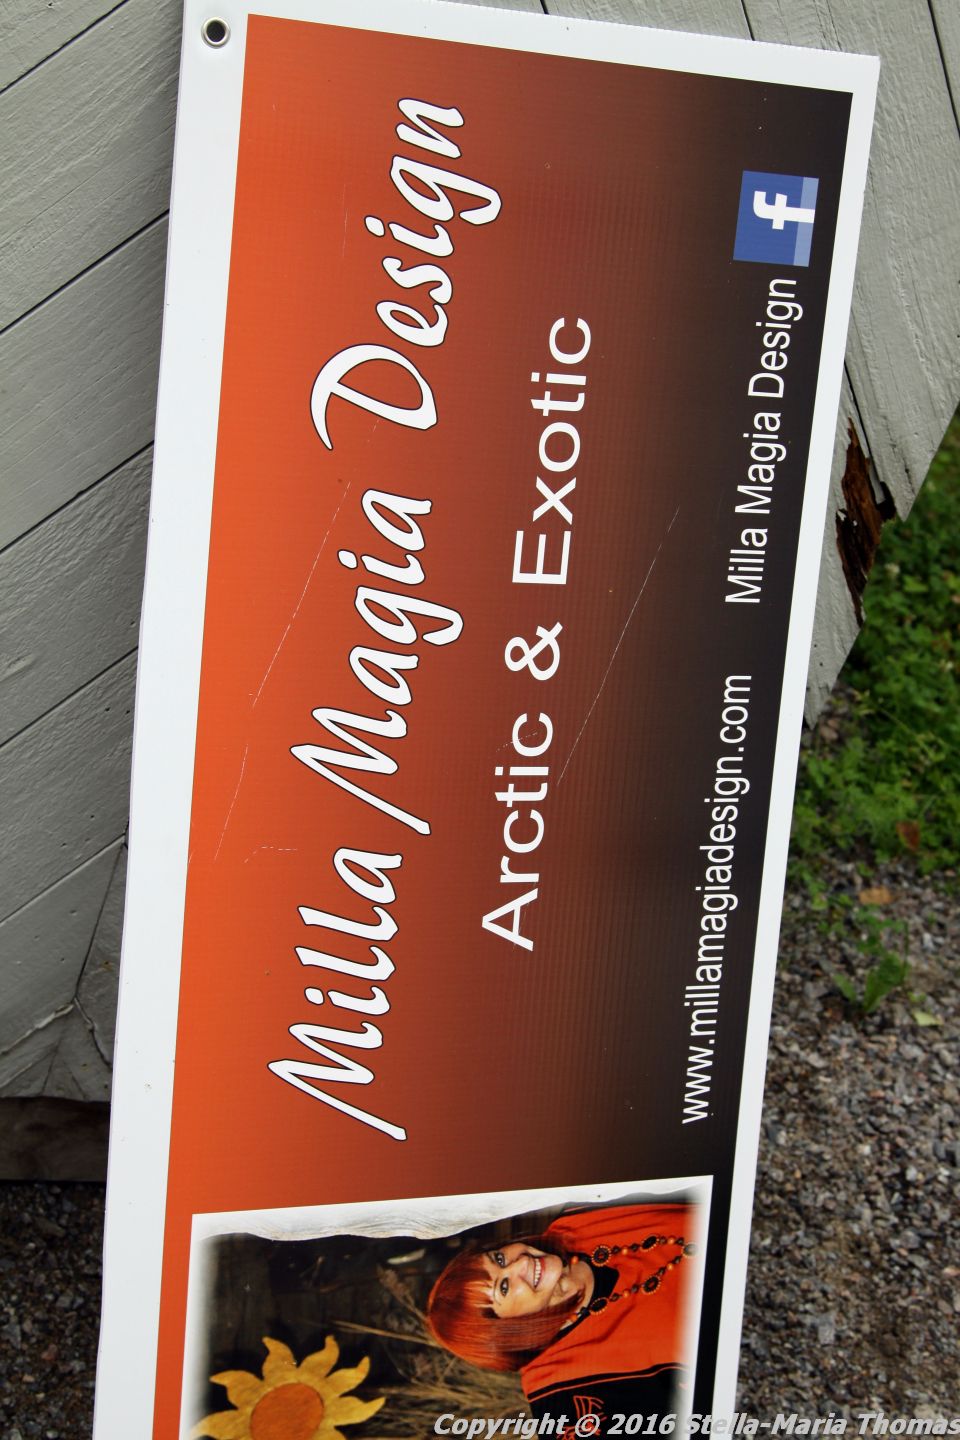 Milla Magia Design
Arctic & Exotic
www.millamagiadesign.com Milla Magia Design f
Copyright © 2016 Stella-Maria Thomas